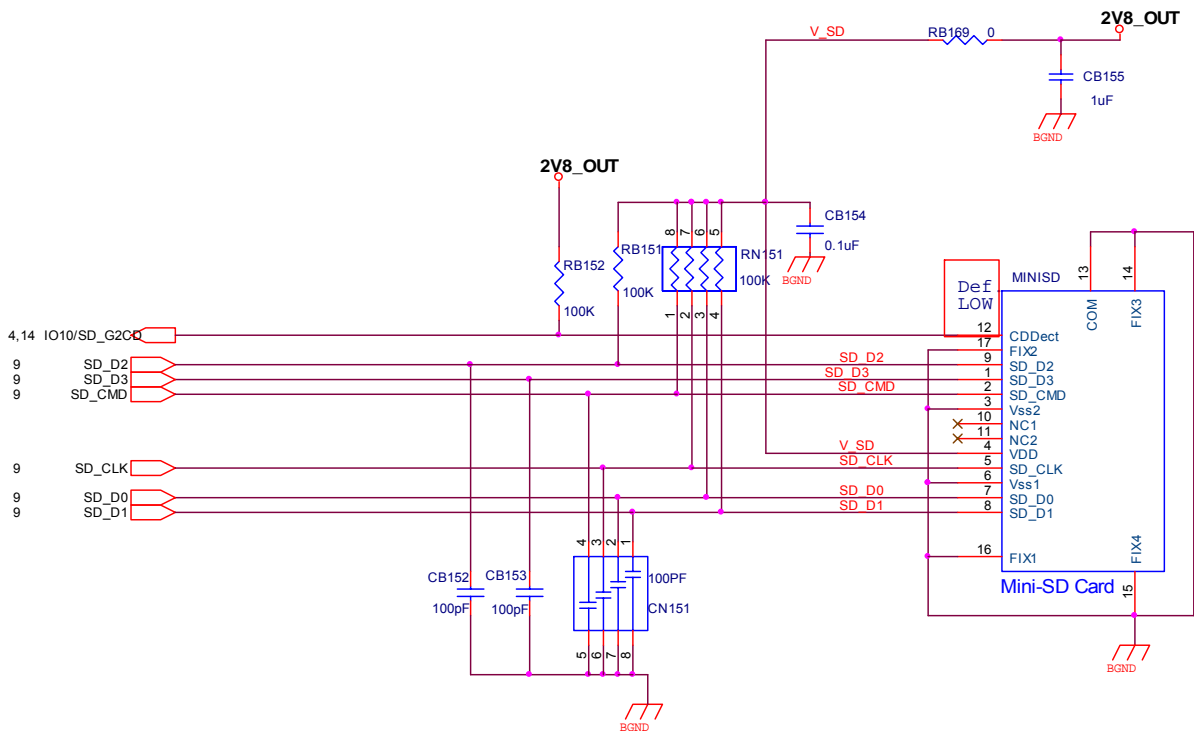 2V8_OUT
V_SD
RB169 0
CB155
1uF
BGND
2V8_OUT
CB154
0.1uF
BGND
8 7 6 5
RB151
100K
RN151
100K
RB152
100K
1 2 3 4
Def
LOW
MINISD
13
14
COM
FIX3
4,14 IO10/SD_G2CD
12 CDDect
17 FIX2
9 SD_D2 SD_D2 9 SD_D2
9 SD_D3 SD_D3 1 SD_D3
9 SD_CMD SD_CMD 2 SD_CMD
3 Vss2
10 NC1
11 NC2
V_SD 4 VDD
9 SD_CLK SD_CLK 5 SD_CLK
6 Vss1
9 SD_D0 SD_D0 7 SD_D0
9 SD_D1 SD_D1 8 SD_D1
4 3 2 1
16 FIX1
FIX4
15
Mini-SD Card
CB152
100pF
CB153
100pF
100PF
CN151
5 6 7 8
BGND
BGND